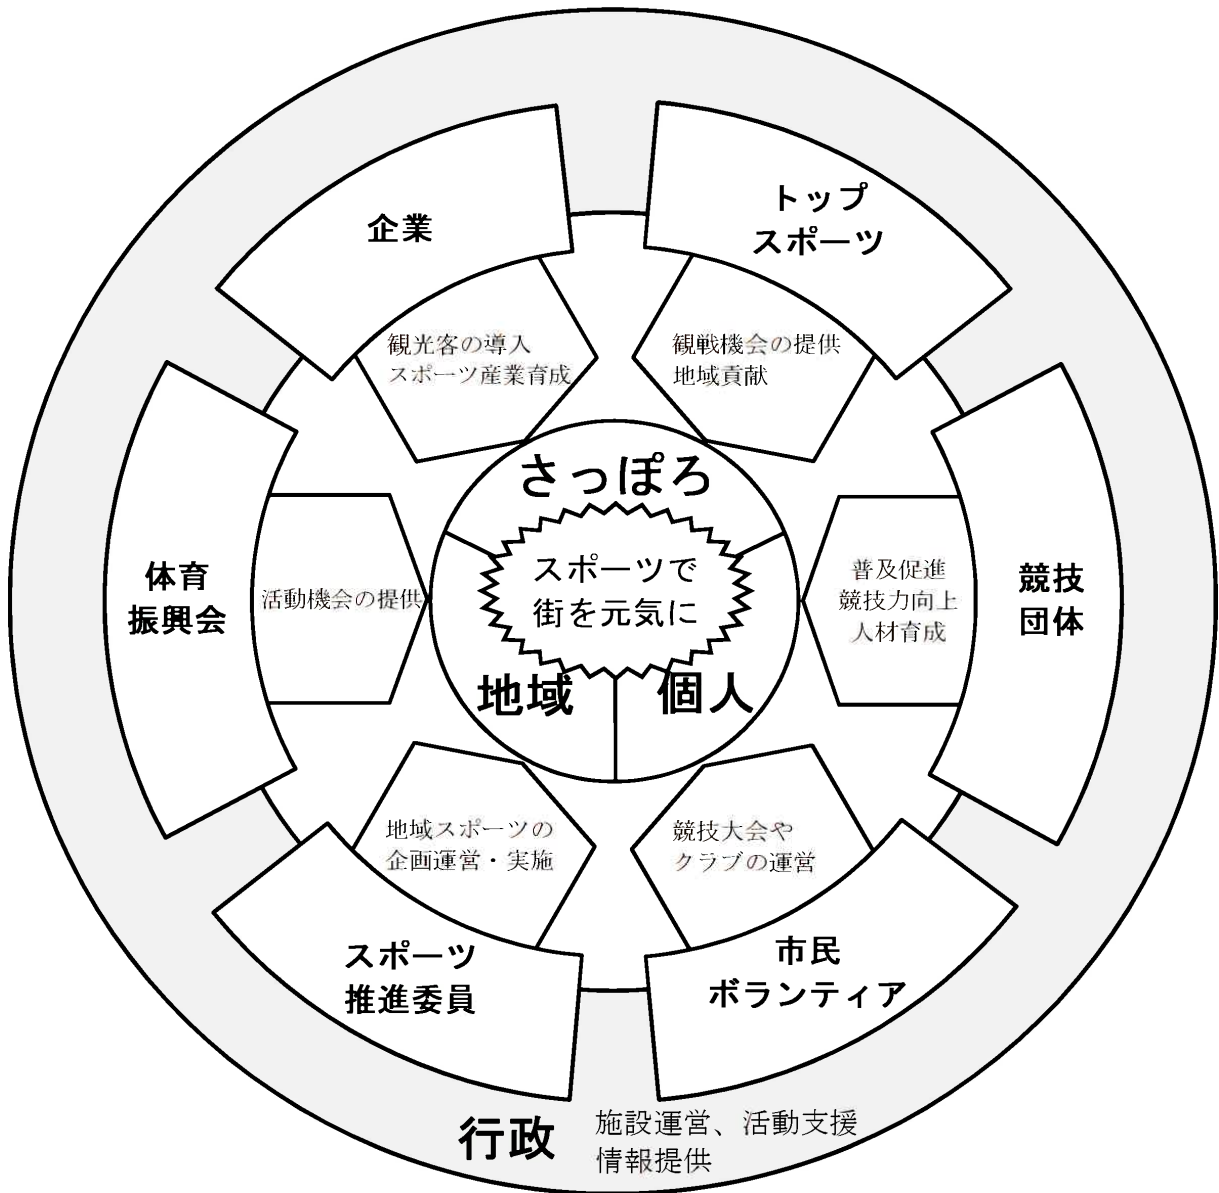 企業
トップ
スポーツ
観光客の導入
スポーツ産業育成
観戦機会の提供
地域貢献
さっぽろ
スポーツで
街を元気に
地域
個人
体育
振興会
活動機会の提供
普及促進
競技力向上
人材育成
競技
団体
地域スポーツの
企画運営・実施
競技大会や
クラブの運営
スポーツ
推進委員
市民
ボランティア
行政
施設運営、活動支援
情報提供